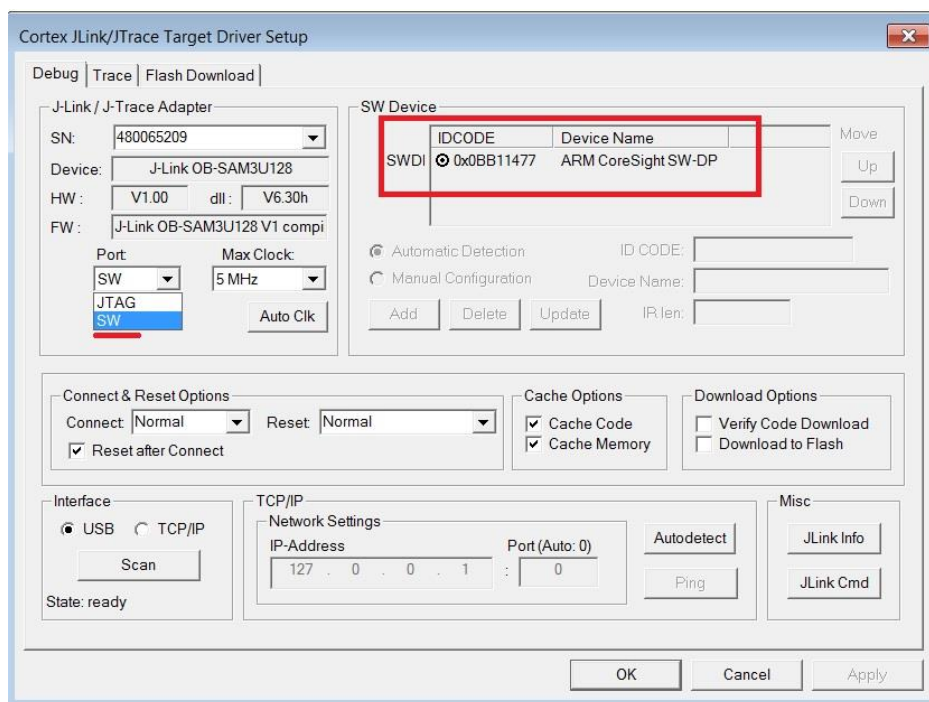 Cortex JLink/JTrace Target Driver Setup
Debug Trace Flash Download
J-Link / J-Trace Adapter
SN: 480065209
Device: J-Link OB-SAM3U128
HW : V1.00 dll : V6.30h
FW : J-Link OB-SAM3U128 V1 compi
Port: Max Clock:
SW 5 MHz
JTAG
SW
Auto Clk
SW Device
IDCODE Device Name
SWDI 0x0BB11477 ARM CoreSight SW-DP
Move
Up
Down
Automatic Detection ID CODE:
Manual Configuration Device Name:
Add Delete Update IR len:
Connect & Reset Options
Connect: Normal Reset: Normal
Reset after Connect
Cache Options
Cache Code
Cache Memory
Download Options
Verify Code Download
Download to Flash
Interface
USB TCP/IP
Scan
State: ready
TCP/IP
Network Settings
IP-Address Port (Auto: 0)
127 . 0 . 0 . 1 : 0
Autodetect
Ping
Misc
JLink Info
JLink Cmd
OK Cancel Apply